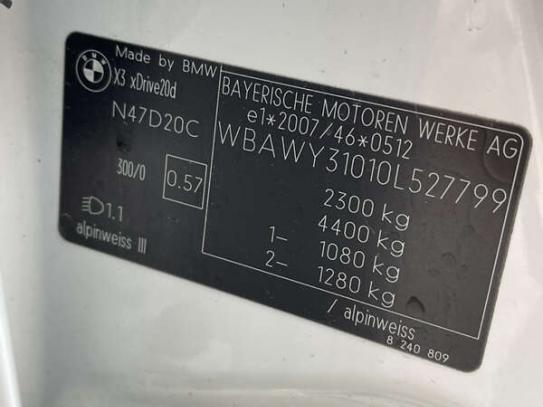 BMW
Made by BMW
X3 xDrive20d
N47D20C
300/0 0.57
1.1
alpinweiss III
BAYERISCHE MOTOREN WERKE AG
e1*2007/46*0512
WBAWY31010L527799
2300 kg
4400 kg
1- 1080 kg
2- 1280 kg
/ alpinweiss
8 240 809